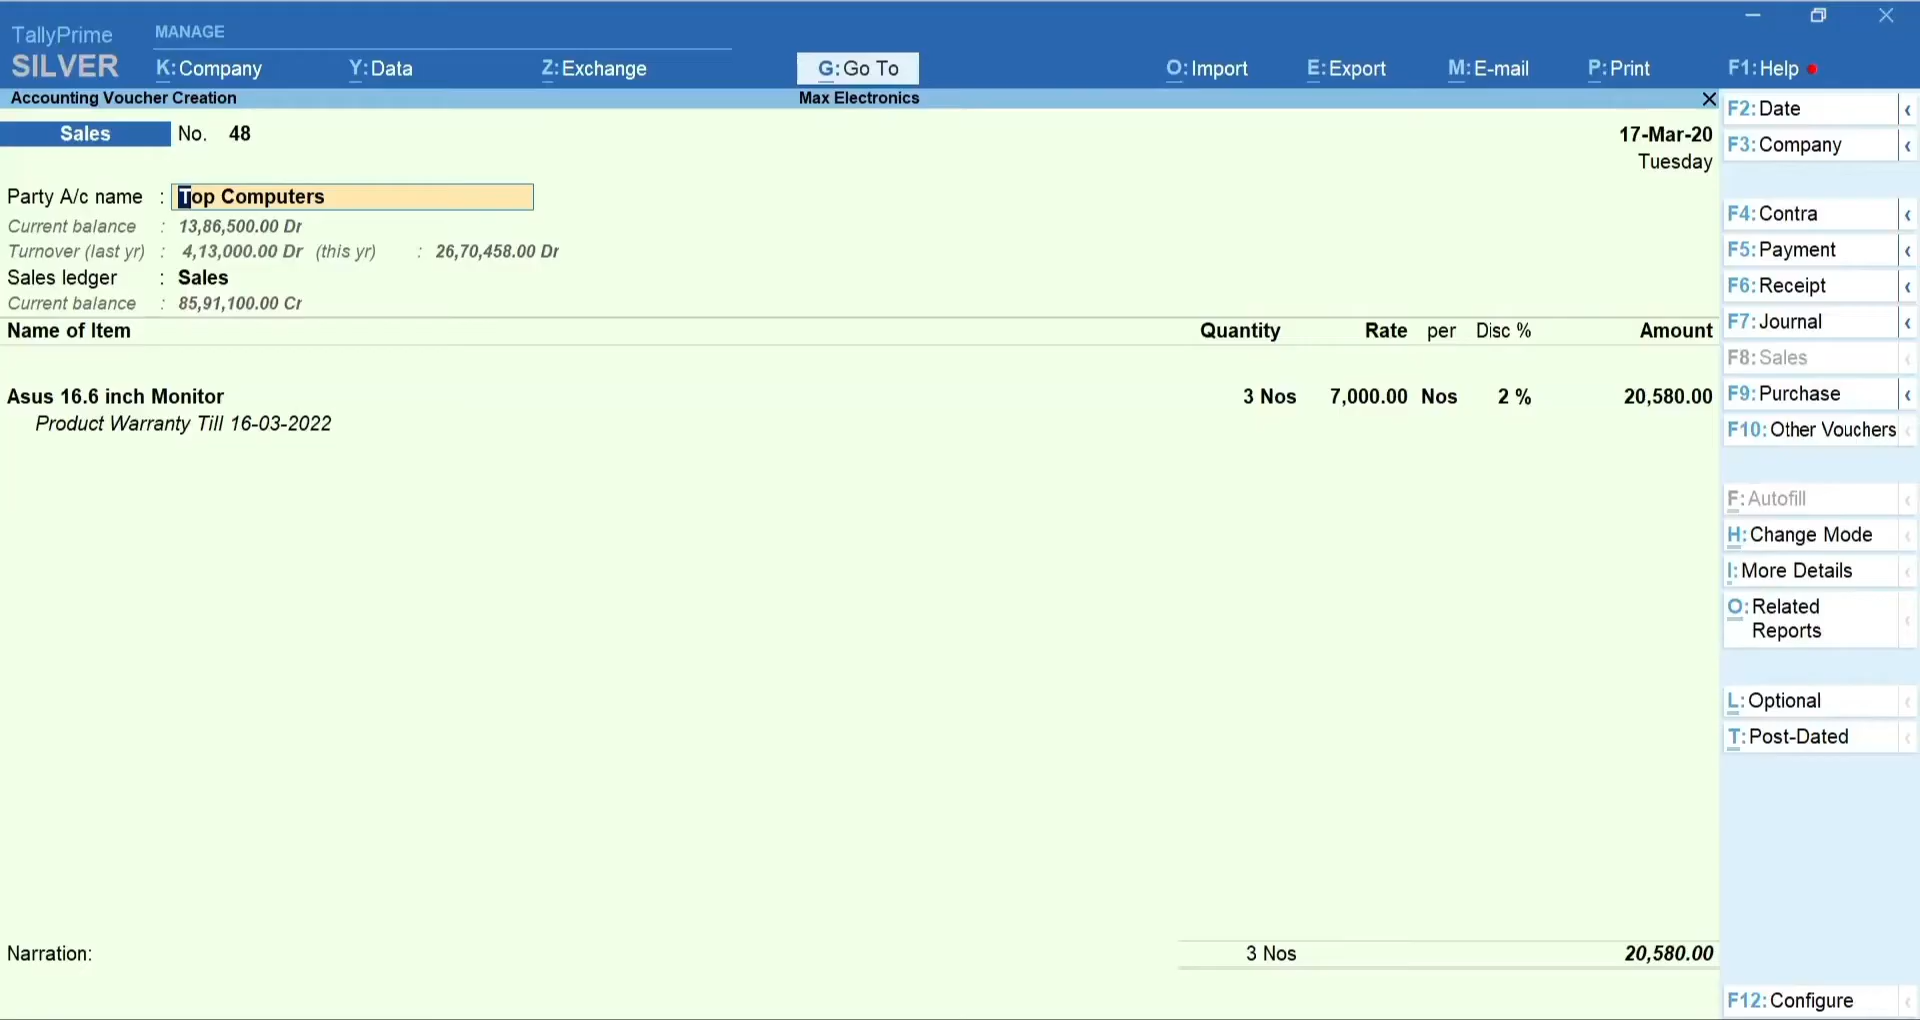 TallyPrime MANAGE
SILVER K:Company Y:Data Z:Exchange G:Go To O:Import E:Export M:E-mail P:Print F1:Help
Accounting Voucher Creation Max Electronics
Sales No. 48 17-Mar-20
Tuesday
Party A/c name : Top Computers
Current balance : 13,86,500.00 Dr
Turnover (last yr) : 4,13,000.00 Dr (this yr) : 26,70,458.00 Dr
Sales ledger : Sales
Current balance : 85,91,100.00 Cr
Name of Item Quantity Rate per Disc % Amount
Asus 16.6 inch Monitor 3 Nos 7,000.00 Nos 2 % 20,580.00
Product Warranty Till 16-03-2022
Narration: 3 Nos 20,580.00
F2:Date
F3:Company
F4:Contra
F5:Payment
F6:Receipt
F7:Journal
F8:Sales
F9:Purchase
F10:Other Vouchers
F:Autofill
H:Change Mode
I:More Details
O:Related
Reports
L:Optional
T:Post-Dated
F12:Configure